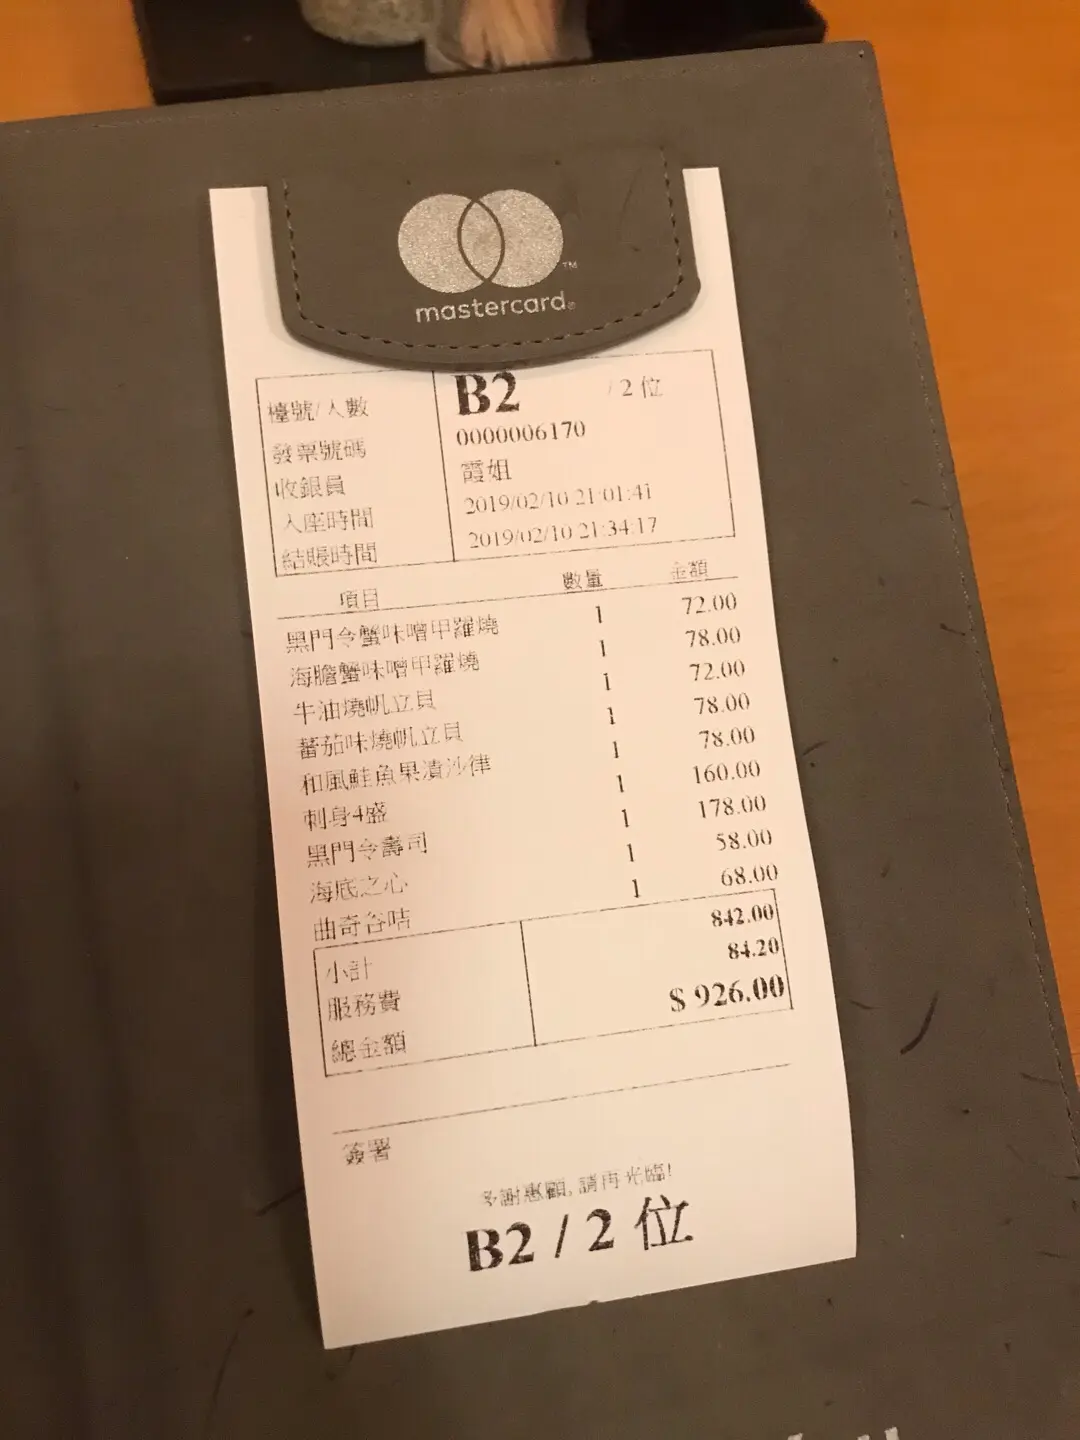 mastercard
檯號/人數 B2 / 2 位
發票號碼 0000006170
收銀員 霞姐
入座時間 2019/02/10 21:01:41
結賬時間 2019/02/10 21:34:17
項目 數量 金額
黑門令蟹味噌甲羅燒 1 72.00
海膽蟹味噌甲羅燒 1 78.00
牛油燒帆立貝 1 72.00
蕃茄味燒帆立貝 1 78.00
和風鮭魚果漬沙律 1 78.00
刺身4盛 1 160.00
黑門令壽司 1 178.00
海底之心 1 58.00
曲奇谷咭 1 68.00
小計 842.00
服務費 84.20
總金額 $ 926.00
簽署
多謝惠顧, 請再光臨!
B2 / 2 位